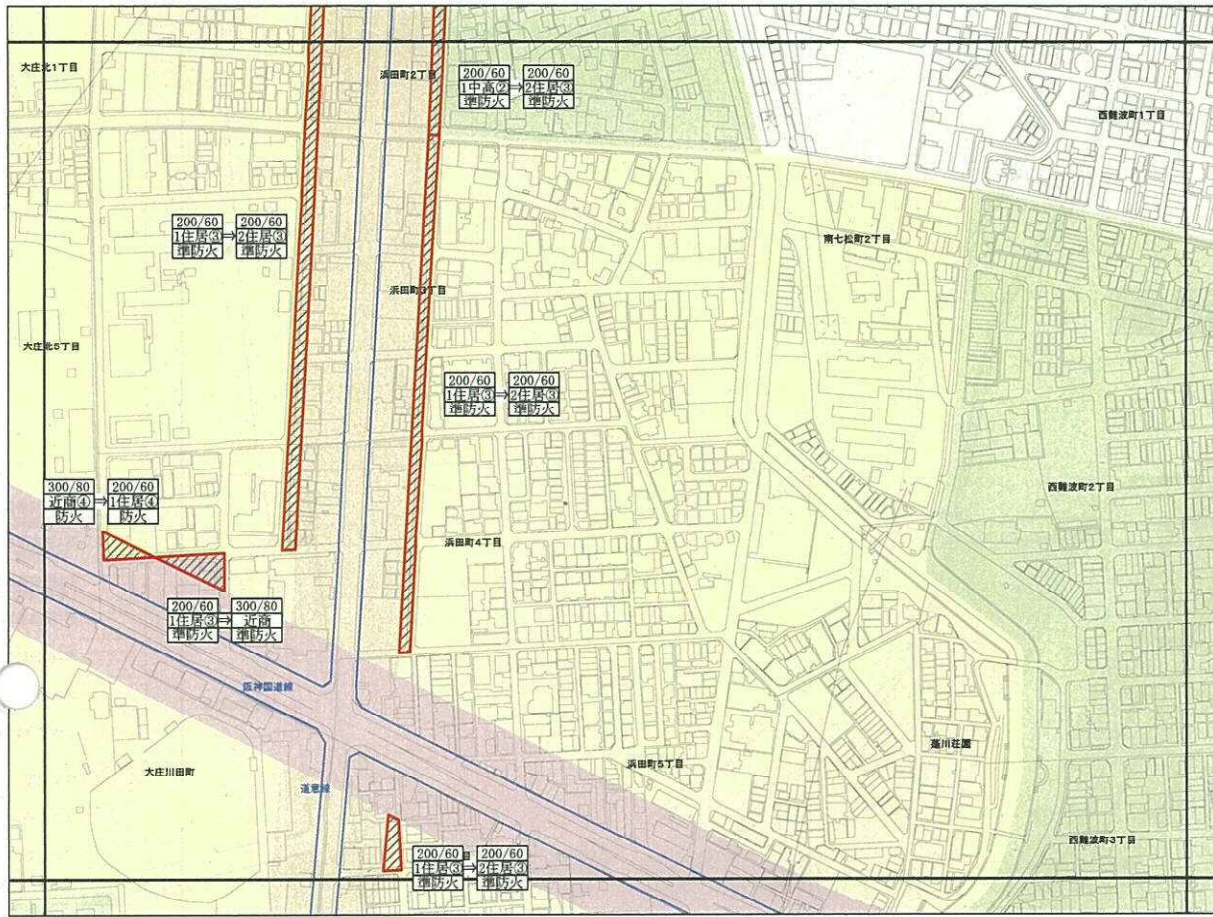 大庄北1丁目
浜田町2丁目
200/60 200/60
1中高②⇒2住居③
準防火 準防火
西難波町1丁目
200/60 200/60
1住居③⇒2住居③
準防火 準防火
南七松町2丁目
浜田町3丁目
大庄北5丁目
200/60 200/60
1住居③⇒2住居③
準防火 準防火
300/80 200/60
近商④⇒1住居④
防火 防火
西難波町2丁目
浜田町4丁目
200/60 300/80
1住居③⇒近商
準防火 準防火
阪神国道線
蓬川荘園
浜田町5丁目
大庄川田町
道意線
西難波町3丁目
200/60 200/60
1住居③⇒2住居③
準防火 準防火